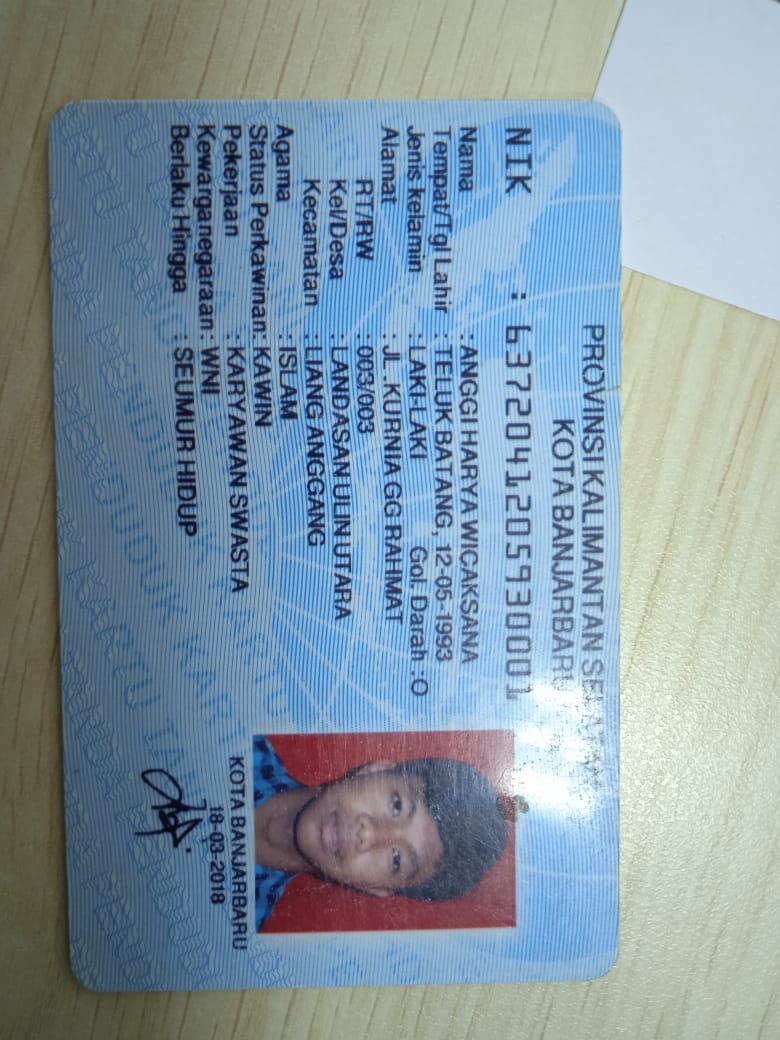 PROVINSI KALIMANTAN
KOTA BANJARBARU
NIK : 6372041205930001
Nama : ANGGI HARYA WICAKSANA
Tempat/Tgl Lahir : TELUK BATANG, 12-05-1993
Jenis kelamin : LAKI-LAKI Gol. Darah : O
Alamat : JL .KURNIA GG RAHMAT
RT/RW : 003/003
Kel/Desa : LANDASAN ULIN UTARA
Kecamatan : LIANG ANGGANG
Agama : ISLAM
Status Perkawinan: KAWIN
Pekerjaan : KARYAWAN SWASTA
Kewarganegaraan: WNI
Berlaku Hingga : SEUMUR HIDUP
KOTA BANJARBARU
18-03-2018